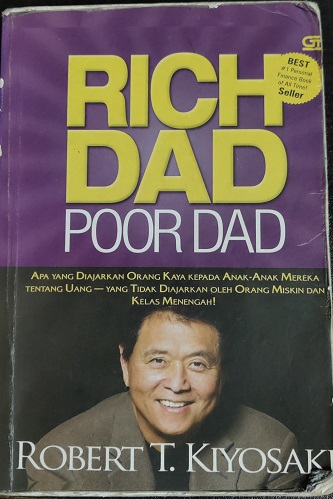 RICH
DAD
POOR DAD
BEST
#1 Personal
Finance Book
of All Time!
Seller
APA YANG DIAJARKAN ORANG KAYA KEPADA ANAK-ANAK MEREKA
TENTANG UANG — YANG TIDAK DIAJARKAN OLEH ORANG MISKIN DAN
KELAS MENENGAH!
ROBERT T. KIYOSAKI